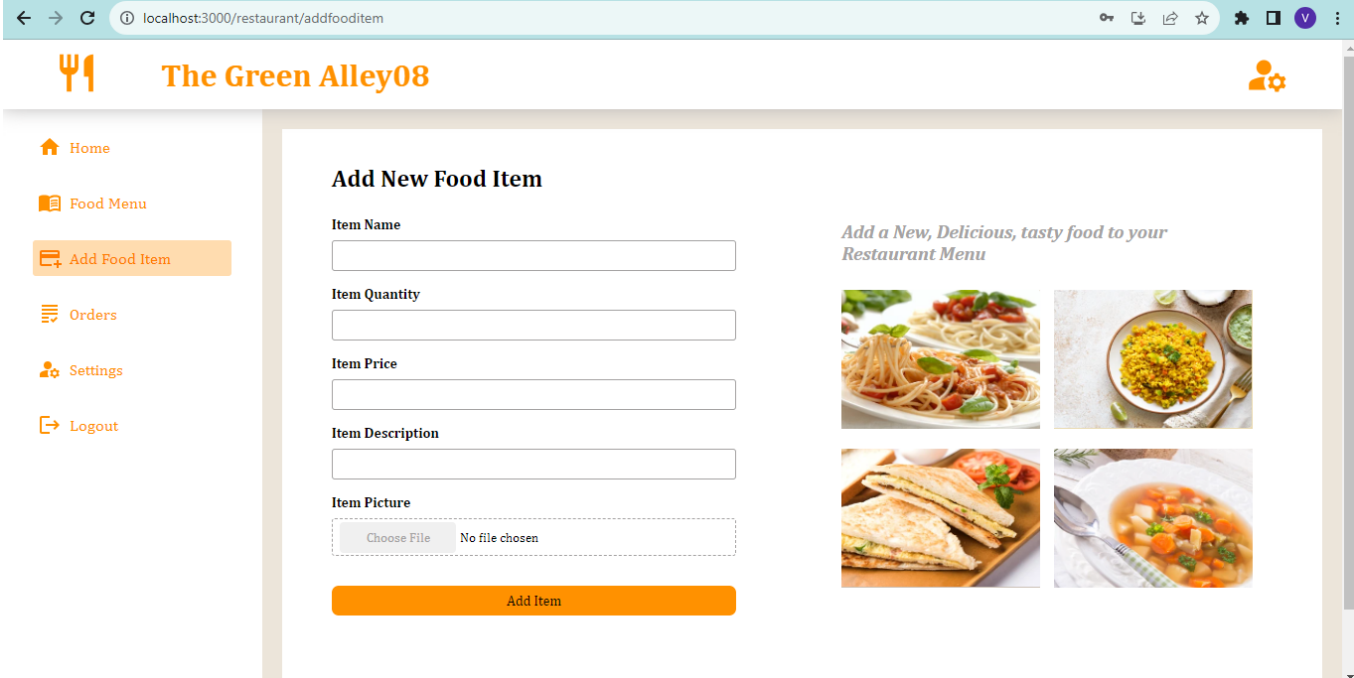 localhost:3000/restaurant/addfooditem
V
The Green Alley08
Home
Food Menu
Add Food Item
Orders
Settings
Logout
Add New Food Item
Item Name
Item Quantity
Item Price
Item Description
Item Picture
Choose File No file chosen
Add Item
Add a New, Delicious, tasty food to your
Restaurant Menu